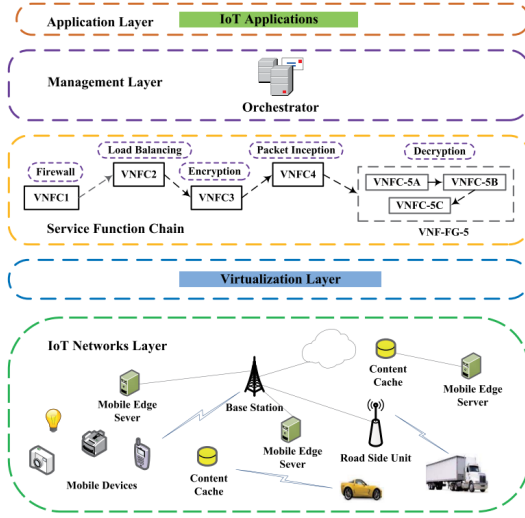 Application Layer
IoT Applications
Management Layer
Orchestrator
Load Balancing
Packet Inception
Decryption
Firewall
Encryption
VNFC1
VNFC2
VNFC3
VNFC4
VNFC-5A
VNFC-5B
VNFC-5C
Service Function Chain
VNF-FG-5
Virtualization Layer
IoT Networks Layer
Content
Cache
Mobile Edge
Server
Mobile Edge
Sever
Base Station
Mobile Edge
Sever
Road Side Unit
Mobile Devices
Content
Cache